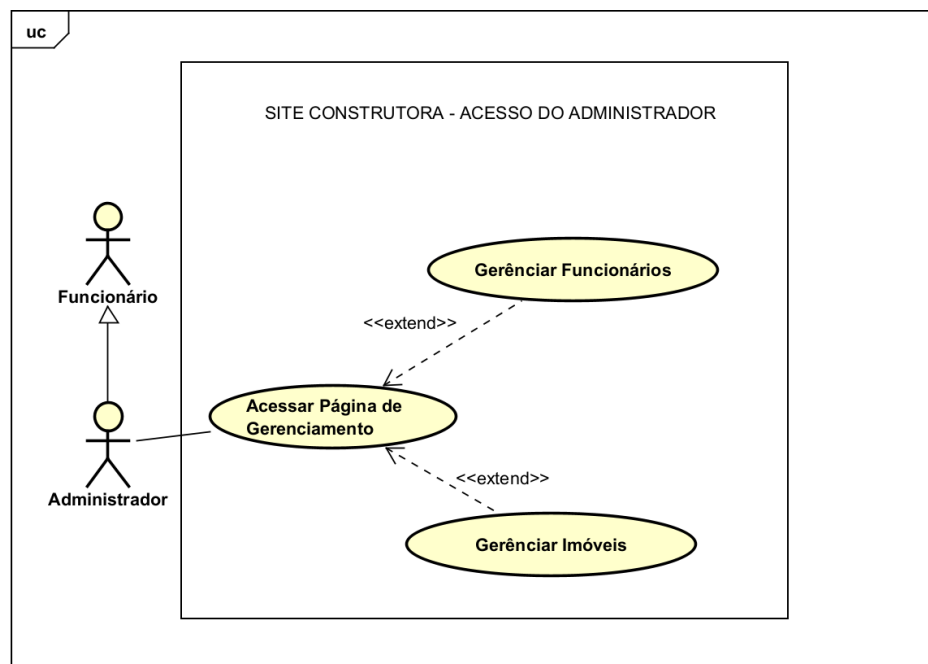 uc
SITE CONSTRUTORA - ACESSO DO ADMINISTRADOR
Gerênciar Funcionários
Funcionário
<<extend>>
Acessar Página de
Gerenciamento
<<extend>>
Administrador
Gerênciar Imóveis